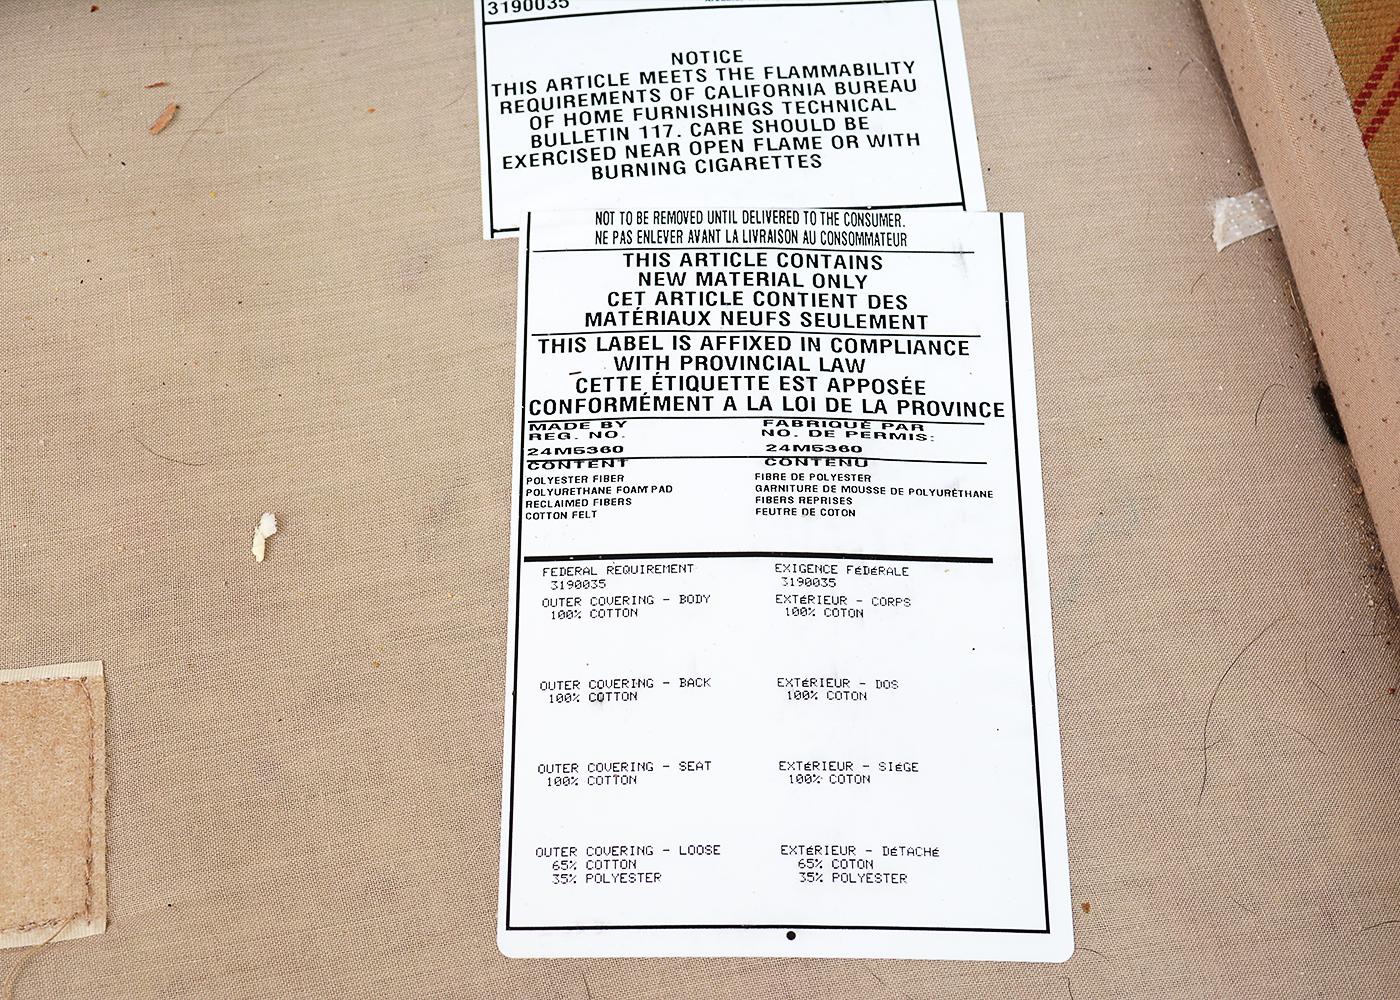 3190035
NOTICE
THIS ARTICLE MEETS THE FLAMMABILITY
REQUIREMENTS OF CALIFORNIA BUREAU
OF HOME FURNISHINGS TECHNICAL
BULLETIN 117. CARE SHOULD BE
EXERCISED NEAR OPEN FLAME OR WITH
BURNING CIGARETTES
NOT TO BE REMOVED UNTIL DELIVERED TO THE CONSUMER.
NE PAS ENLEVER AVANT LA LIVRAISON AU CONSOMMATEUR
THIS ARTICLE CONTAINS
NEW MATERIAL ONLY
CET ARTICLE CONTIENT DES
MATÉRIAUX NEUFS SEULEMENT
THIS LABEL IS AFFIXED IN COMPLIANCE
WITH PROVINCIAL LAW
CETTE ÉTIQUETTE EST APPOSÉE
CONFORMÉMENT A LA LOI DE LA PROVINCE
MADE BY FABRIQUÉ PAR
REG. NO. NO. DE PERMIS:
24M5360 24M5360
CONTENT CONTENU
POLYESTER FIBER FIBRE DE POLYESTER
POLYURETHANE FOAM PAD GARNITURE DE MOUSSE DE POLYURÉTHANE
RECLAIMED FIBERS FIBERS REPRISES
COTTON FELT FEUTRE DE COTON
FEDERAL REQUIREMENT EXIGENCE FÉDÉRALE
3190035 3190035
OUTER COVERING - BODY EXTÉRIEUR - CORPS
100% COTTON 100% COTON
OUTER COVERING - BACK EXTÉRIEUR - DOS
100% COTTON 100% COTON
OUTER COVERING - SEAT EXTÉRIEUR - SIÉGE
100% COTTON 100% COTON
OUTER COVERING - LOOSE EXTÉRIEUR - DÉTACHÉ
65% COTTON 65% COTON
35% POLYESTER 35% POLYESTER